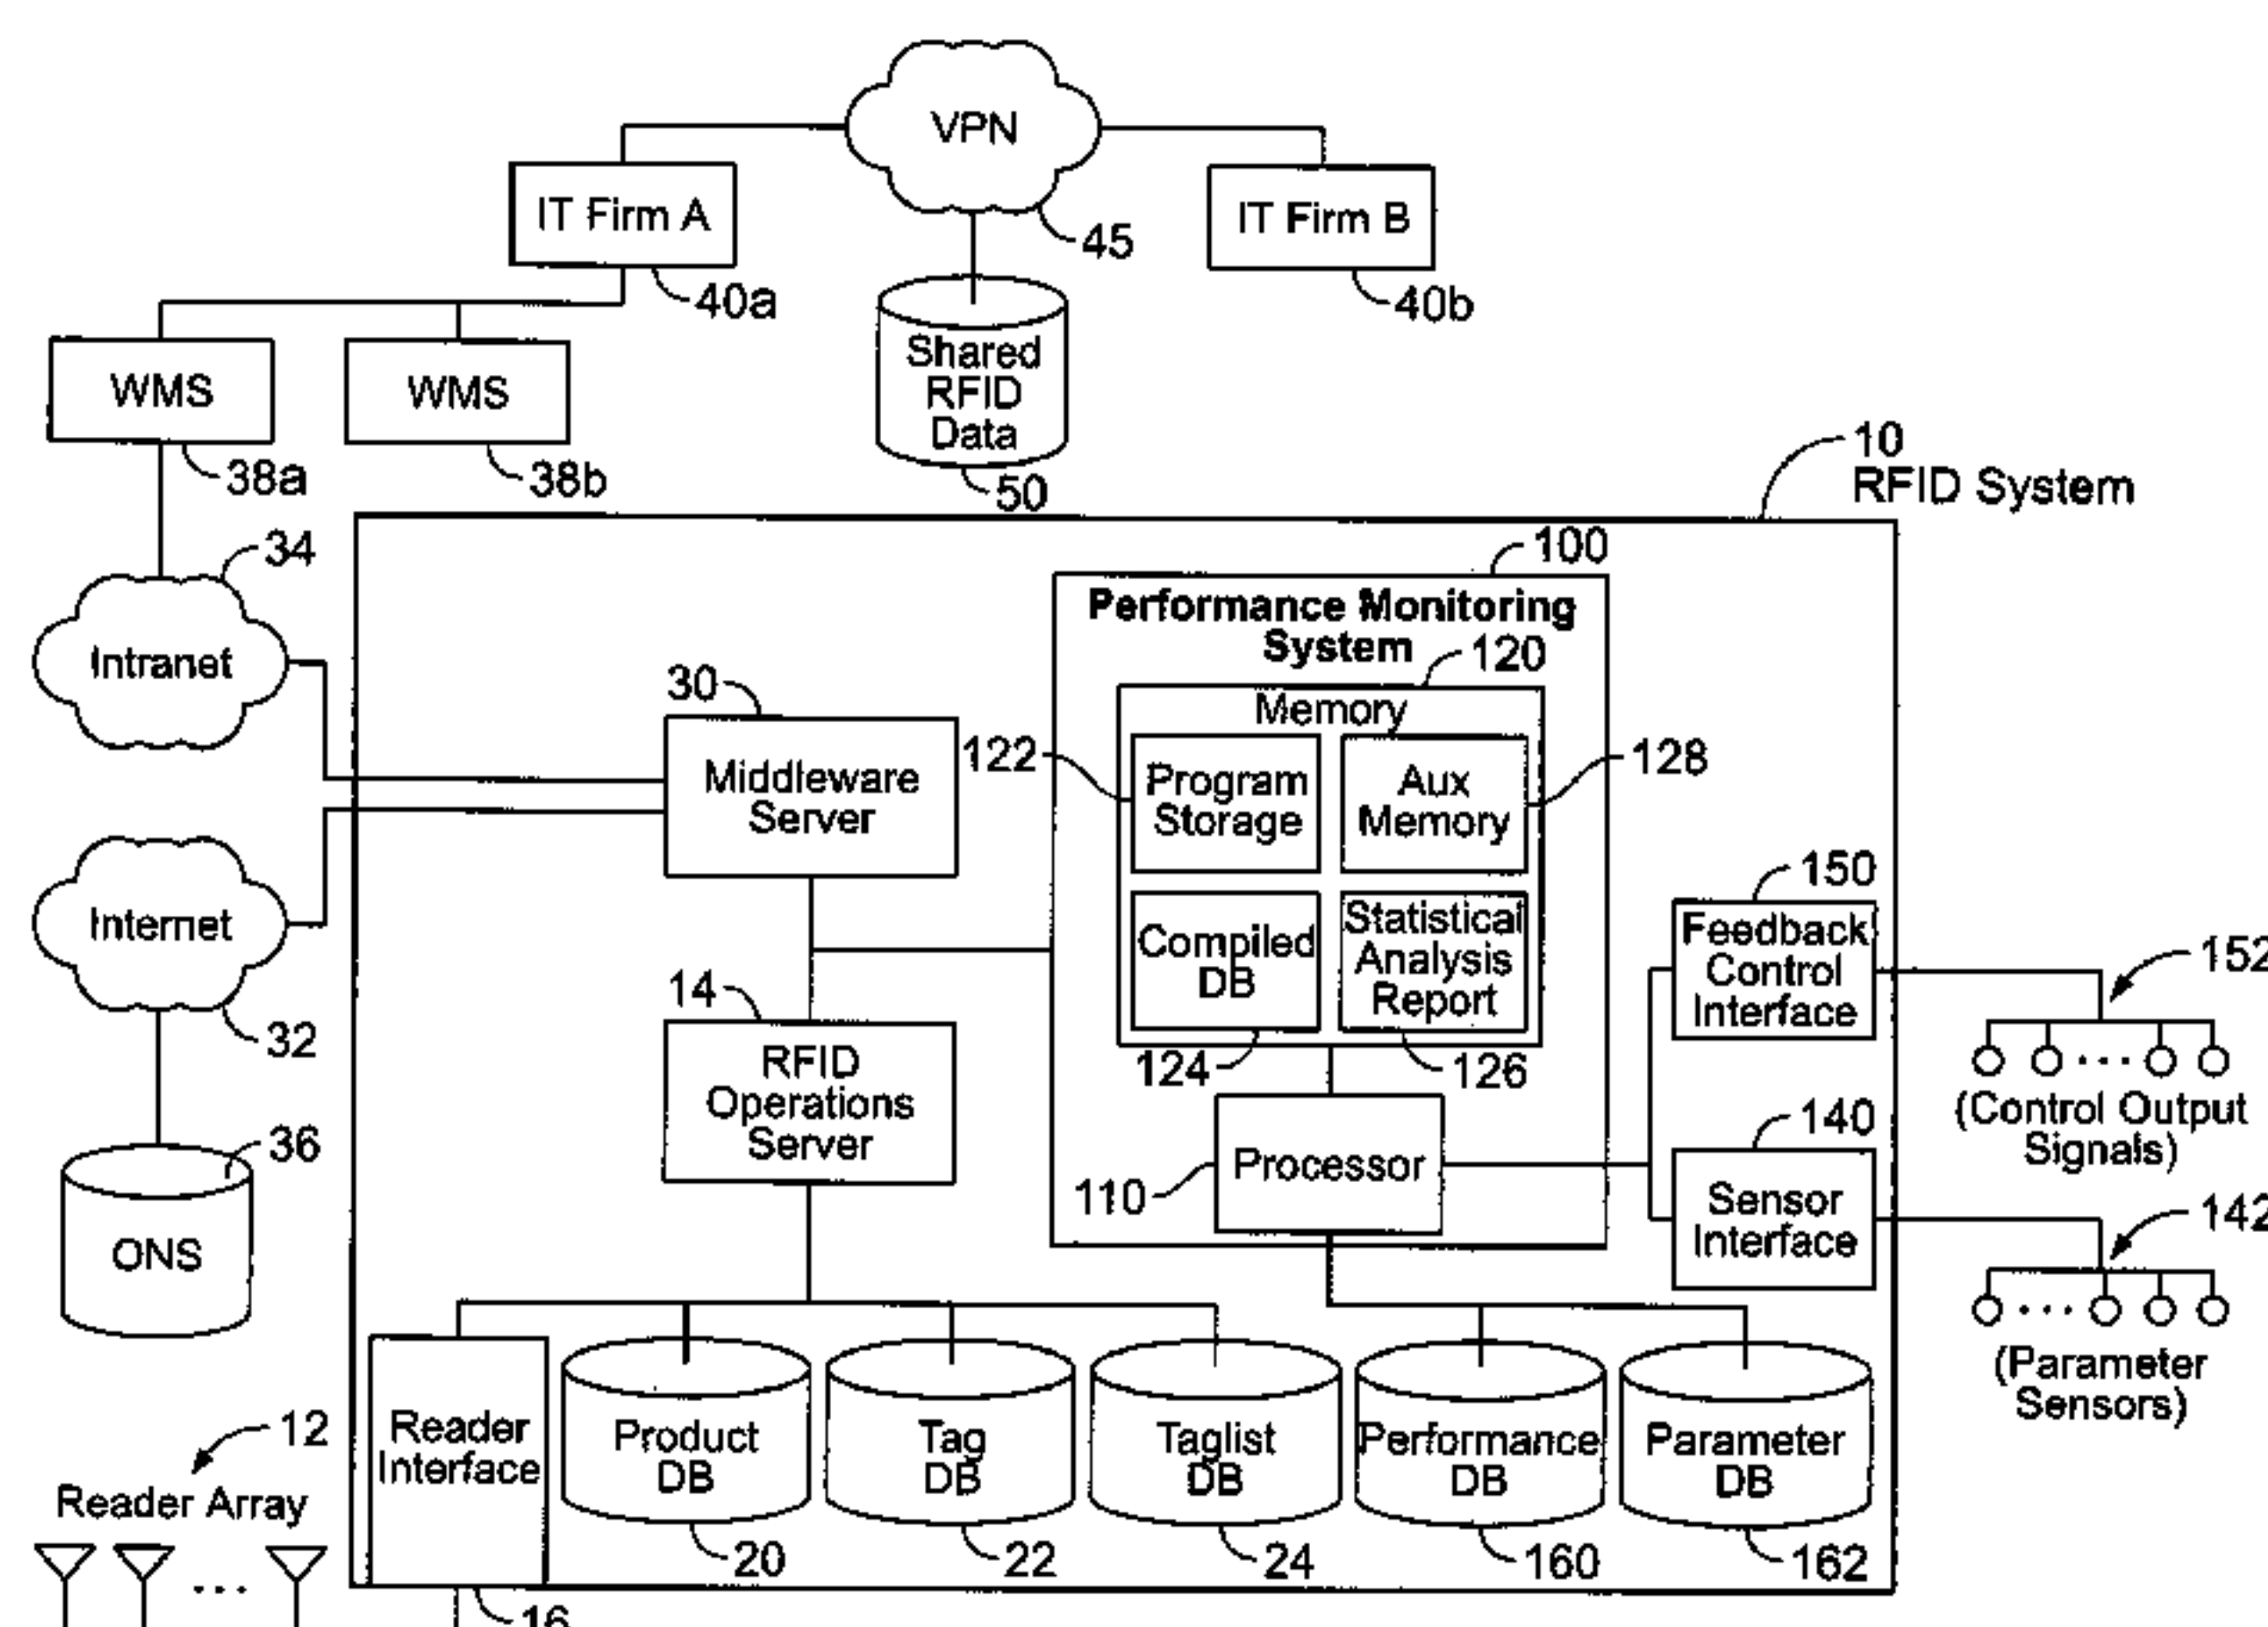 VPN
IT Firm A
IT Firm B
45
40a
40b
Shared
RFID
Data
WMS
WMS
38a
38b
50
10
RFID System
34
100
Intranet
Performance Monitoring
System
120
30
Memory
122
Program
Storage
Aux
Memory
128
Middleware
Server
150
Internet
Compiled
DB
Statistical
Analysis
Report
Feedback
Control
Interface
152
14
32
124
126
RFID
Operations
Server
(Control Output
Signals)
36
140
110
Processor
Sensor
Interface
142
ONS
(Parameter
Sensors)
12
Reader Array
Reader
Interface
Product
DB
Tag
DB
Taglist
DB
Performance
DB
Parameter
DB
20
22
24
160
162
16